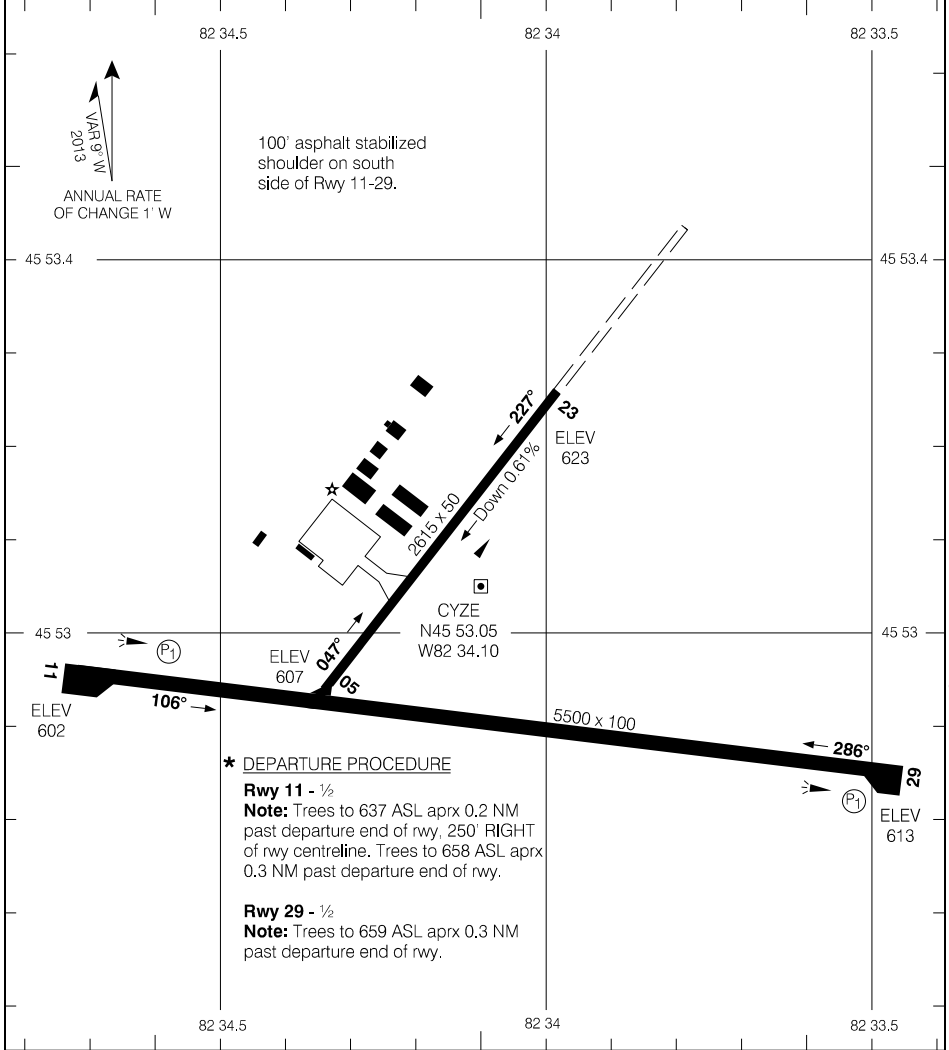 82 34.5
82 34
82 33.5
VAR 9° W
2013
ANNUAL RATE
OF CHANGE 1' W
100' asphalt stabilized
shoulder on south
side of Rwy 11-29.
45 53.4
45 53.4
227°
23
ELEV
623
Down 0.61%
2615 x 50
CYZE
N45 53.05
W82 34.10
45 53
45 53
P1
11
ELEV
602
ELEV
607
047°
05
106°
5500 x 100
286°
29
P1
ELEV
613
* DEPARTURE PROCEDURE
Rwy 11 - ½
Note: Trees to 637 ASL aprx 0.2 NM
past departure end of rwy, 250' RIGHT
of rwy centreline. Trees to 658 ASL aprx
0.3 NM past departure end of rwy.
Rwy 29 - ½
Note: Trees to 659 ASL aprx 0.3 NM
past departure end of rwy.
82 34.5
82 34
82 33.5